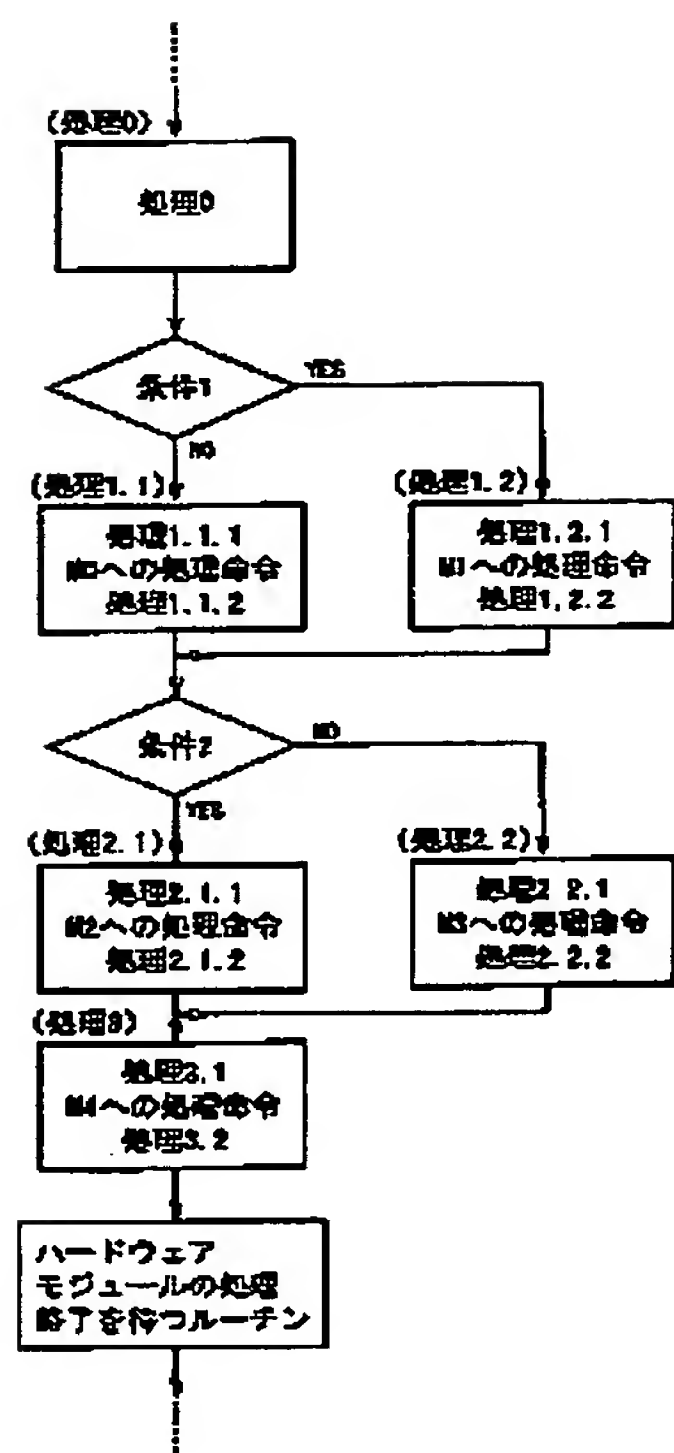 (処理0)
処理0
条件1
YES
NO
(処理1.1)
(処理1.2)
処理1.1.1
M0への処理命令
処理1.1.2
処理1.2.1
M1への処理命令
処理1.2.2
条件2
NO
YES
(処理2.1)
(処理2.2)
処理2.1.1
M2への処理命令
処理2.1.2
処理2.2.1
M3への処理命令
処理2.2.2
(処理3)
処理3.1
M4への処理命令
処理3.2
ハードウェア
モジュールの処理
終了を待つルーチン